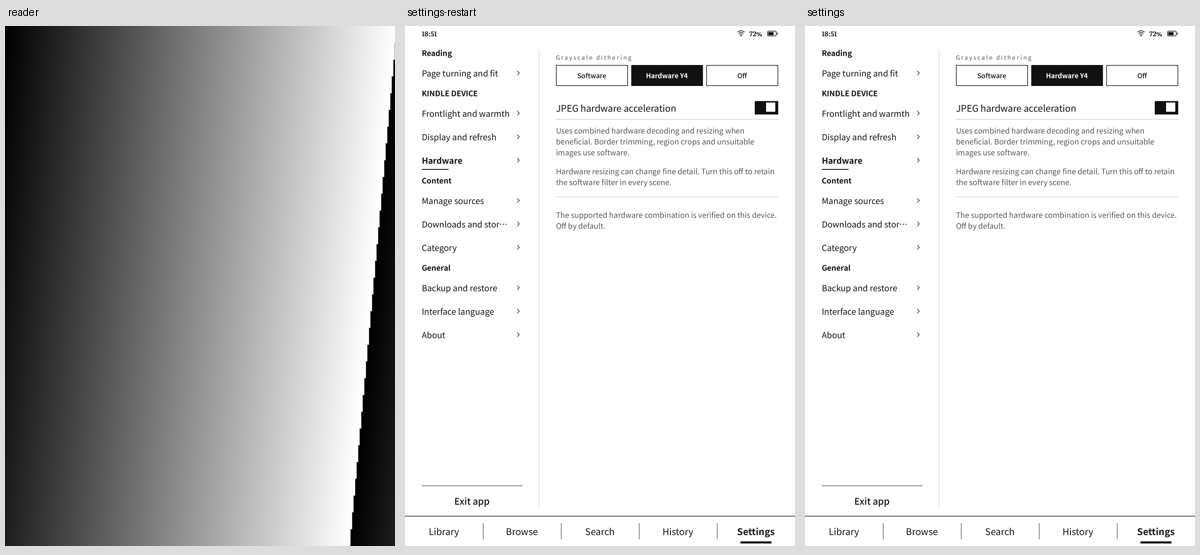 reader
settings-restart
18:51
72%
Reading
Page turning and fit
KINDLE DEVICE
Frontlight and warmth
Display and refresh
Hardware
Content
Manage sources
Downloads and stor···
Category
General
Backup and restore
Interface language
About
Exit app
Grayscale dithering
Software
Hardware Y4
Off
JPEG hardware acceleration
Uses combined hardware decoding and resizing when
beneficial. Border trimming, region crops and unsuitable
images use software.
Hardware resizing can change fine detail. Turn this off to retain
the software filter in every scene.
The supported hardware combination is verified on this device.
Off by default.
Library
Browse
Search
History
Settings
settings
18:51
72%
Reading
Page turning and fit
KINDLE DEVICE
Frontlight and warmth
Display and refresh
Hardware
Content
Manage sources
Downloads and stor···
Category
General
Backup and restore
Interface language
About
Exit app
Grayscale dithering
Software
Hardware Y4
Off
JPEG hardware acceleration
Uses combined hardware decoding and resizing when
beneficial. Border trimming, region crops and unsuitable
images use software.
Hardware resizing can change fine detail. Turn this off to retain
the software filter in every scene.
The supported hardware combination is verified on this device.
Off by default.
Library
Browse
Search
History
Settings